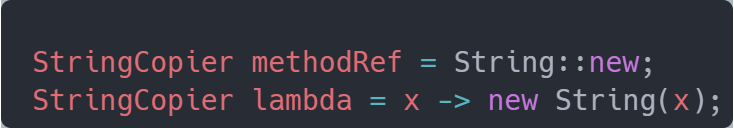 StringCopier methodRef = String::new;
StringCopier lambda = x -> new String(x);